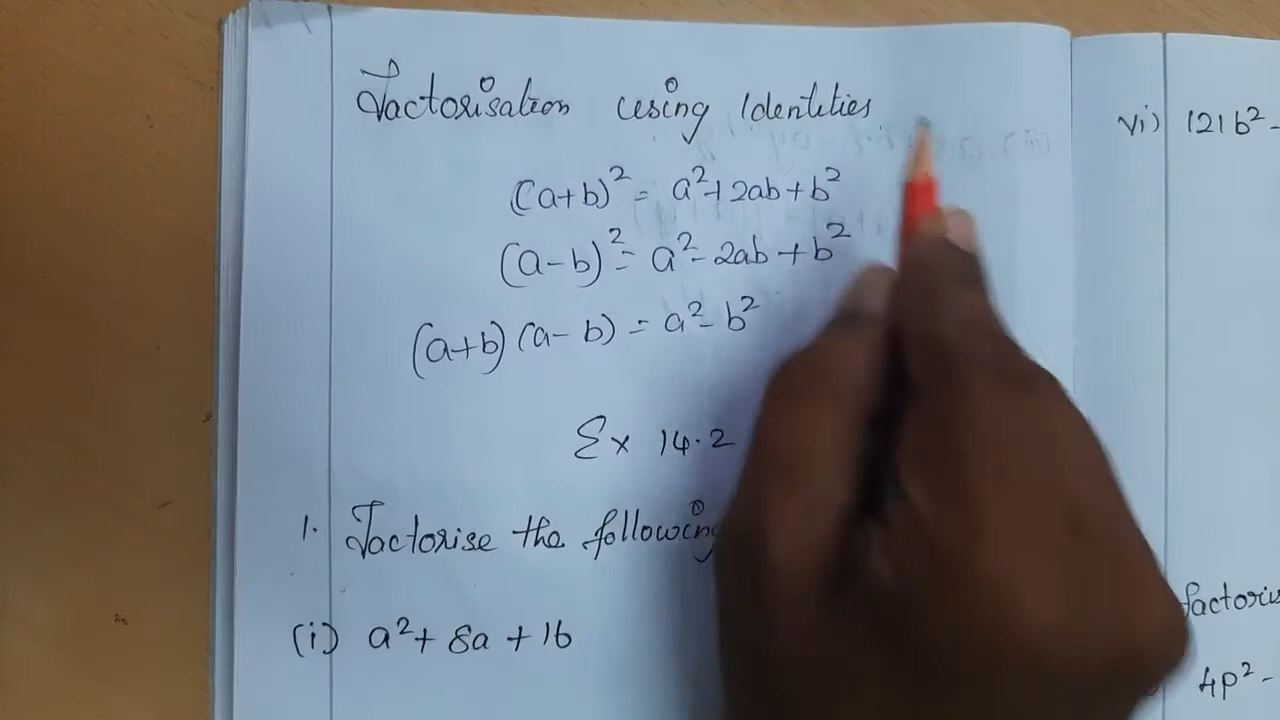 Factorisation using Identities
(a+b)² = a²+2ab+b²
(a-b)² = a²-2ab+b²
(a+b)(a-b) = a²-b²
Ex 14.2
1. Factorise the following
(i) a²+8a+16
vi) 121b²-
4p²-